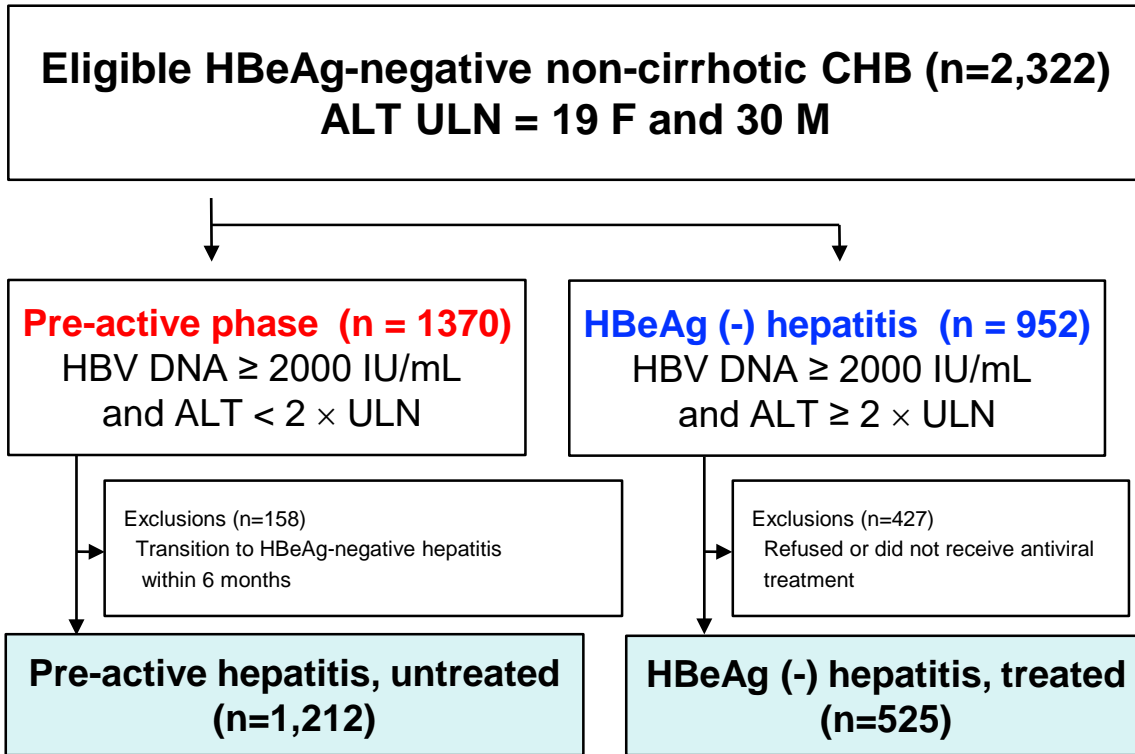 Eligible HBeAg-negative non-cirrhotic CHB (n=2,322)
ALT ULN = 19 F and 30 M
Pre-active phase (n = 1370)
HBV DNA ≥ 2000 IU/mL
and ALT < 2 × ULN
HBeAg (-) hepatitis (n = 952)
HBV DNA ≥ 2000 IU/mL
and ALT ≥ 2 × ULN
Exclusions (n=158)
Transition to HBeAg-negative hepatitis
within 6 months
Exclusions (n=427)
Refused or did not receive antiviral
treatment
Pre-active hepatitis, untreated
(n=1,212)
HBeAg (-) hepatitis, treated
(n=525)